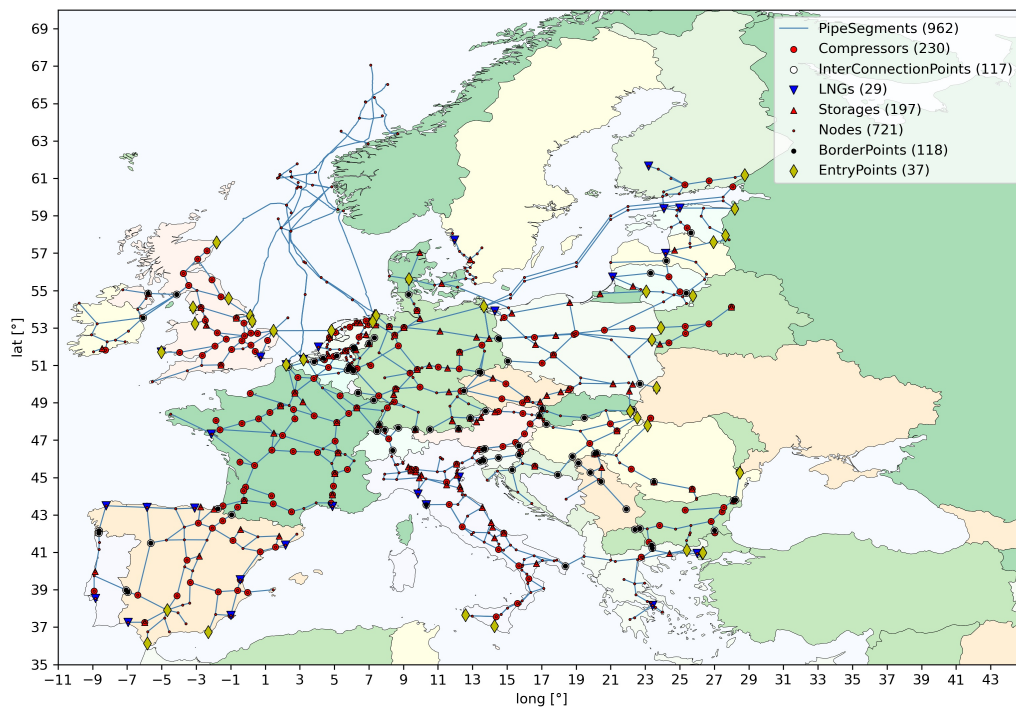 69
67
65
63
61
59
57
55
53
51
49
47
45
43
41
39
37
35
lat [°]
PipeSegments (962)
Compressors (230)
InterConnectionPoints (117)
LNGs (29)
Storages (197)
Nodes (721)
BorderPoints (118)
EntryPoints (37)
−11 −9 −7 −5 −3 −1 1 3 5 7 9 11 13 15 17 19 21 23 25 27 29 31 33 35 37 39 41 43
long [°]